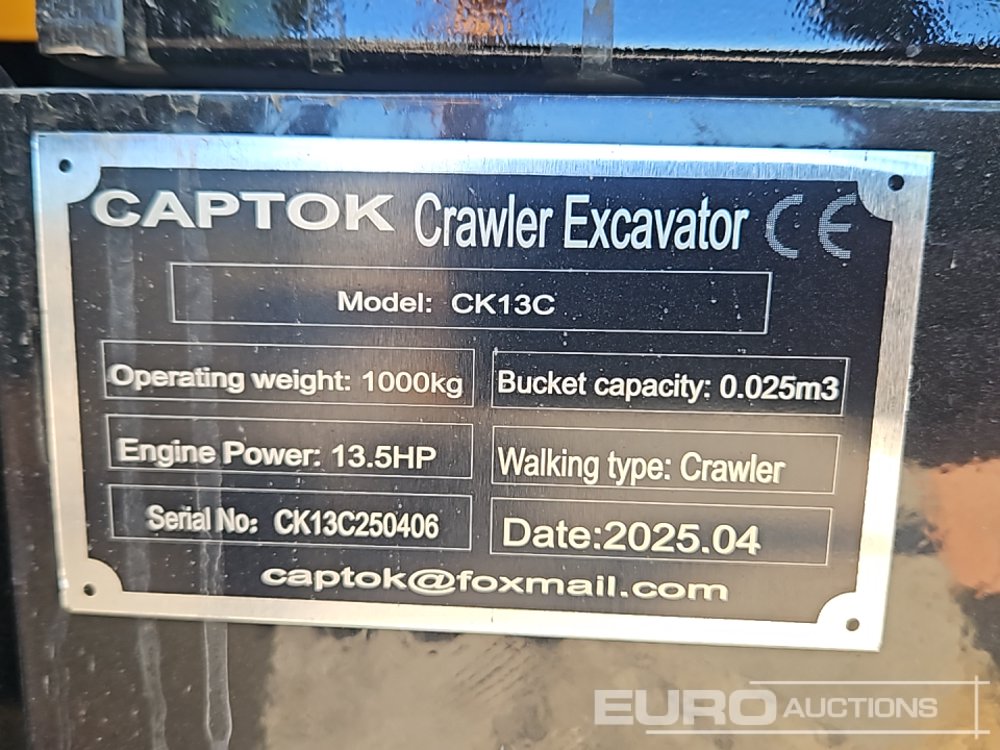 CAPTOK Crawler Excavator CE
Model: CK13C
Operating weight: 1000kg Bucket capacity: 0.025m3
Engine Power: 13.5HP Walking type: Crawler
Serial No: CK13C250406 Date:2025.04
captok@foxmail.com
EURO AUCTIONS